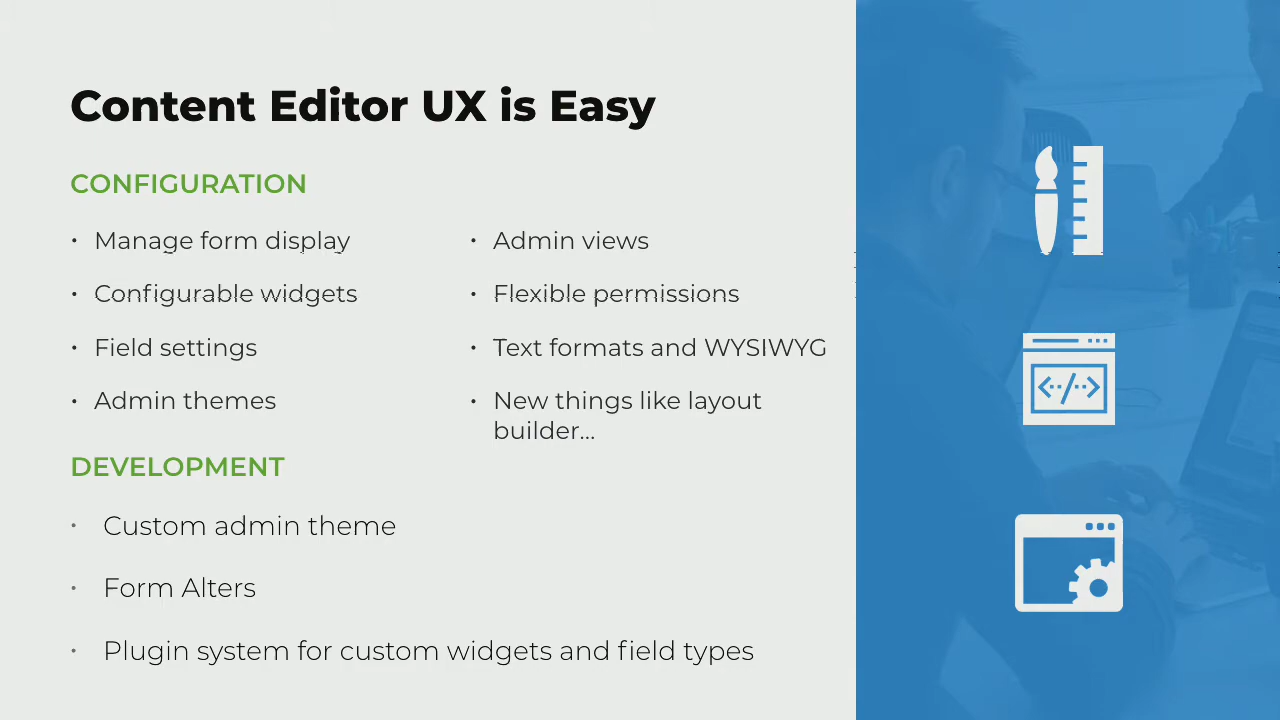 Content Editor UX is Easy
CONFIGURATION
• Manage form display
• Configurable widgets
• Field settings
• Admin themes
• Admin views
• Flexible permissions
• Text formats and WYSIWYG
• New things like layout
builder...
DEVELOPMENT
• Custom admin theme
• Form Alters
• Plugin system for custom widgets and field types